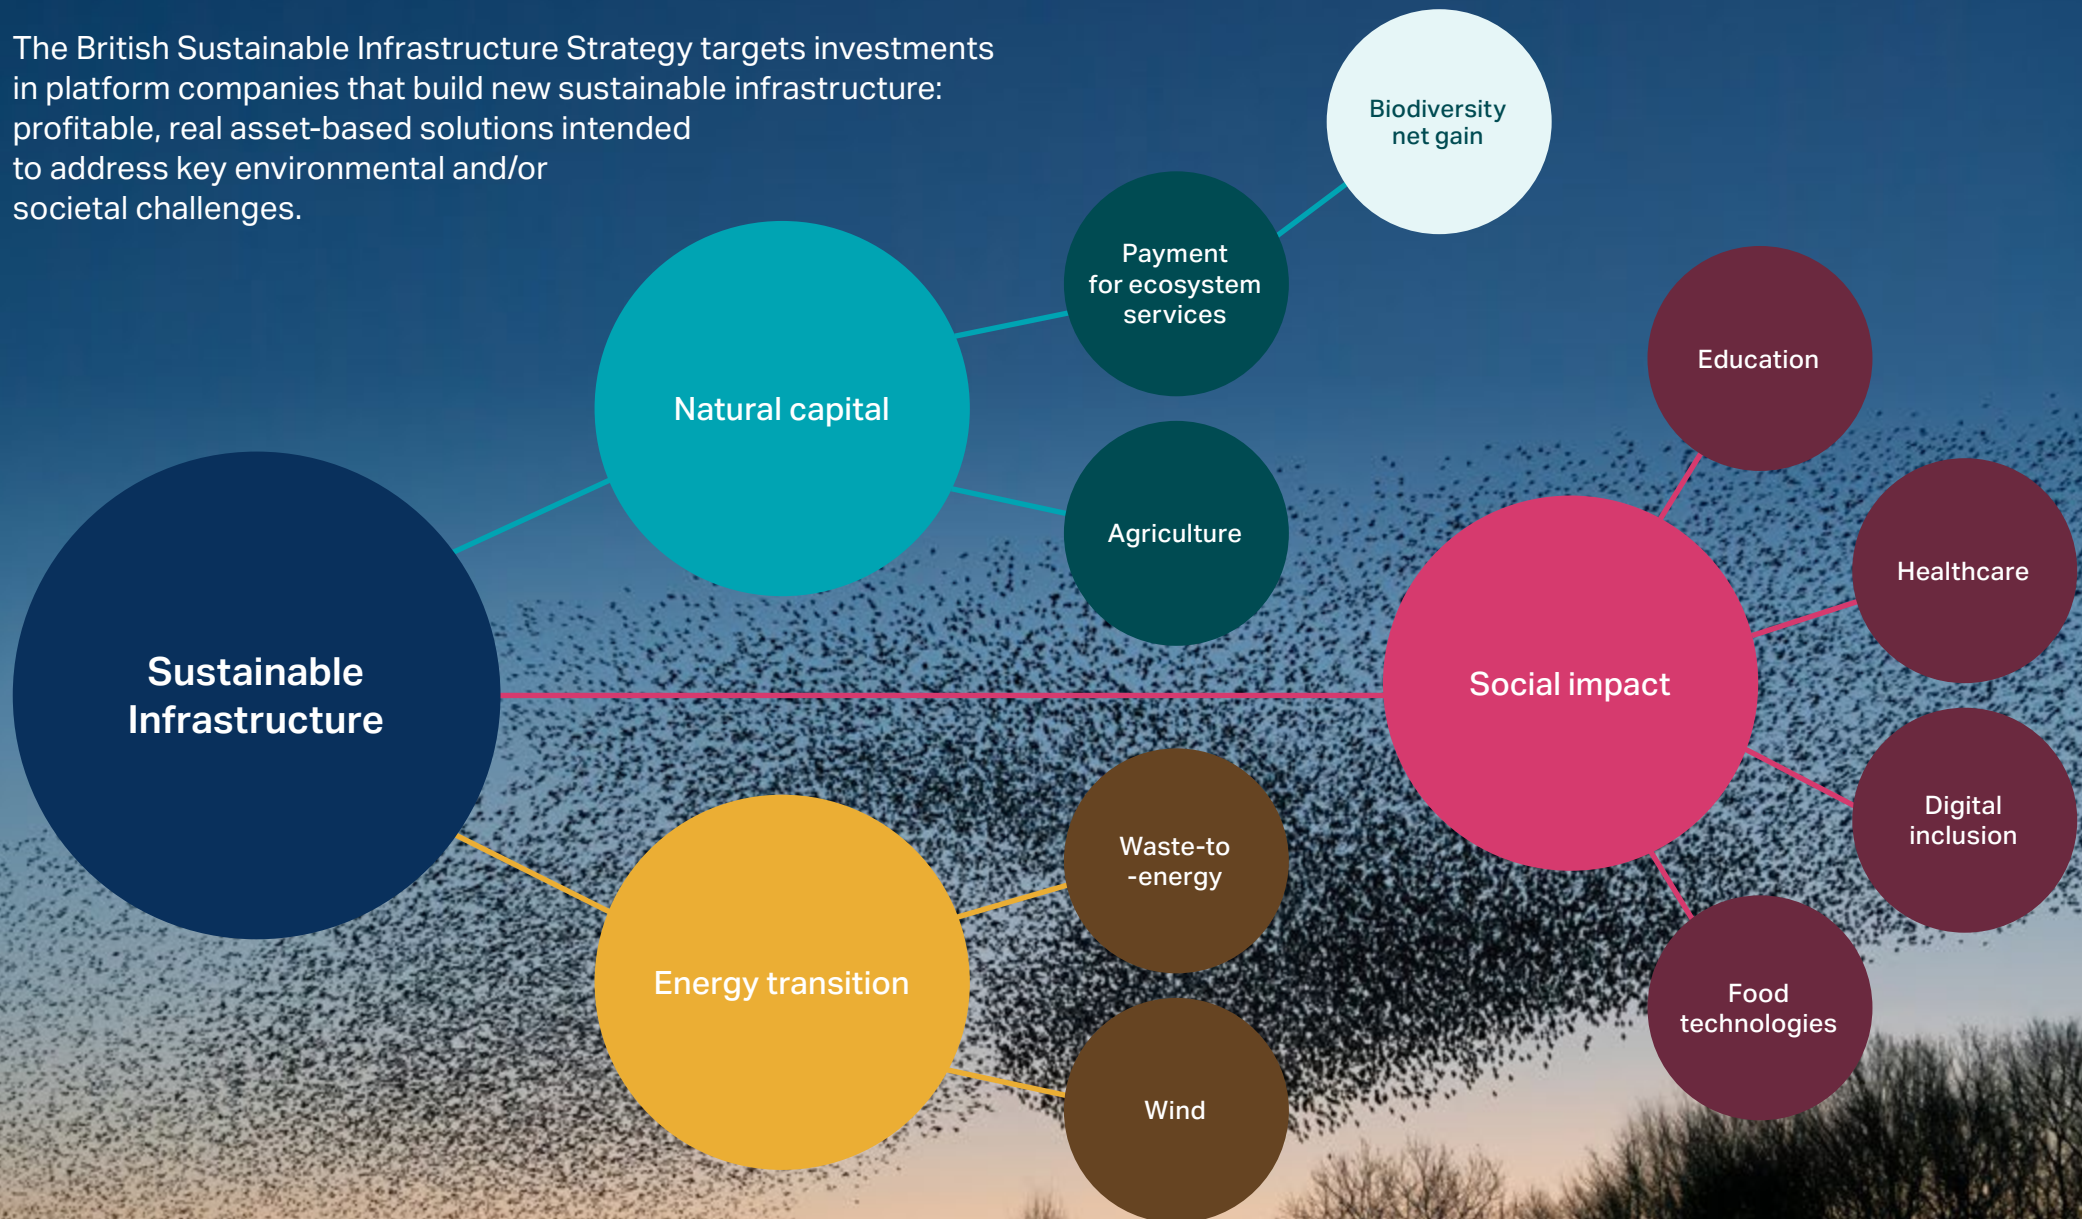 The British Sustainable Infrastructure Strategy targets investments
in platform companies that build new sustainable infrastructure:
profitable, real asset-based solutions intended
to address key environmental and/or
societal challenges.
Biodiversity
net gain
Payment
for ecosystem
services
Education
Natural capital
Agriculture
Healthcare
Sustainable
Infrastructure
Social impact
Digital
inclusion
Waste-to
-energy
Energy transition
Food
technologies
Wind